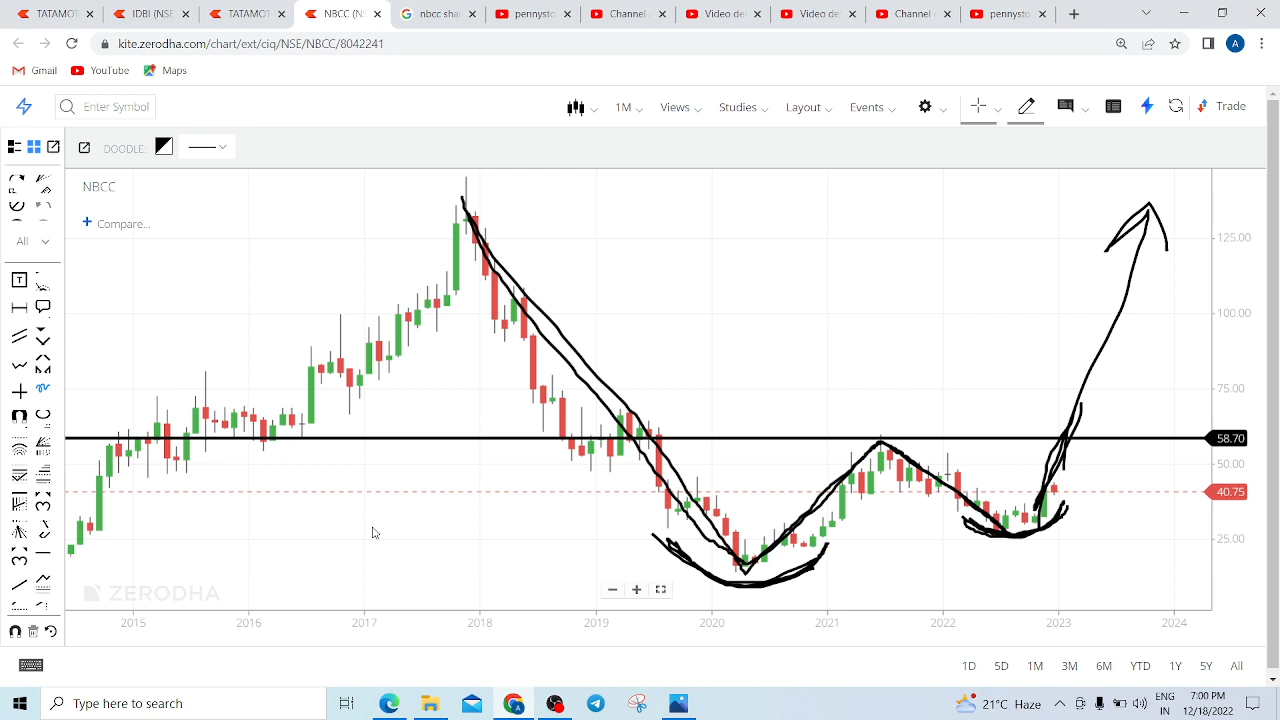 TATAMOT
IDBI (NSE
TATAMOT
NBCC (N
nbcc sha
pennysto
Channel
Video de
Video de
Channel
pennysto
kite.zerodha.com/chart/ext/ciq/NSE/NBCC/8042241
A
Gmail
YouTube
Maps
Enter Symbol
1M
Views
Studies
Layout
Events
Trade
DOODLE:
NBCC
+ Compare...
All
T
125.00
100.00
75.00
58.70
50.00
40.75
25.00
ZERODHA
2015
2016
2017
2018
2019
2020
2021
2022
2023
2024
1D
5D
1M
3M
6M
YTD
1Y
5Y
All
Type here to search
21°C Haze
ENG
IN
7:00 PM
12/18/2022